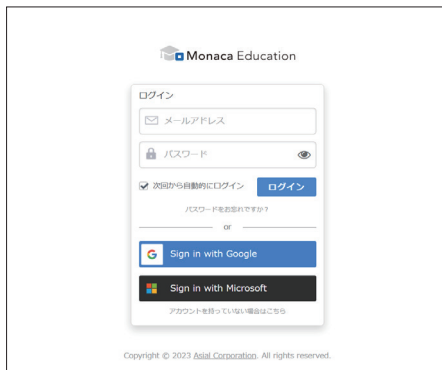 Monaca Education
ログイン
メールアドレス
パスワード
次回から自動的にログイン ログイン
パスワードをお忘れですか？
or
Sign in with Google
Sign in with Microsoft
アカウントを持っていない場合はこちら
Copyright © 2023 Asial Corporation. All rights reserved.